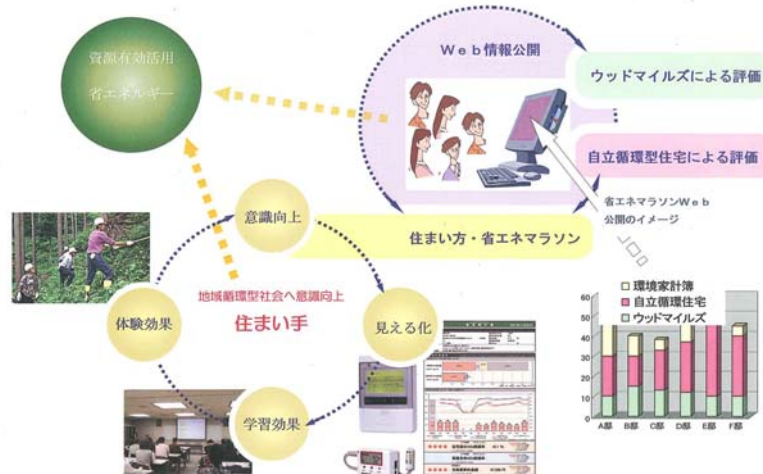 資源有効活用
省エネルギー
Web情報公開
ウッドマイルズによる評価
自立循環型住宅による評価
省エネマラソンWeb
公開のイメージ
住まい方・省エネマラソン
意識向上
地域循環型社会へ意識向上
住まい手
体験効果
見える化
学習効果
環境家計簿
自立循環住宅
ウッドマイルズ
60
50
40
30
20
10
0
A邸 B邸 C邸 D邸 E邸 F邸